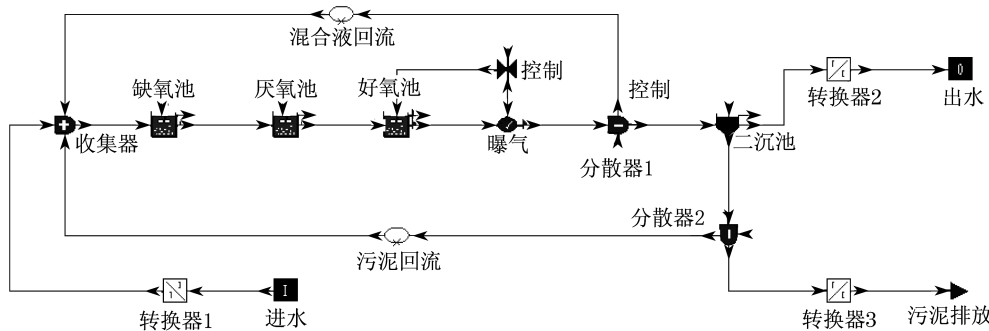 混合液回流
缺氧池
厌氧池
好氧池
控制
控制
转换器2
出水
收集器
曝气
分散器1
二沉池
分散器2
污泥回流
转换器1
进水
转换器3
污泥排放